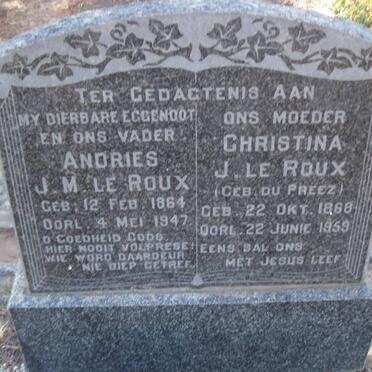 TER GEDAGTENIS AAN
MY DIERBARE EGGENOOT
EN ONS VADER
ANDRIES
J. M. LE ROUX
GEB. 12 FEB. 1864
OORL. 4 MEI 1947
O GOEDHEID GODS
HIER NOOIT VOLPRESE!
WIE WORD DAARDEUR
NIE DIEP GETREF.
ONS MOEDER
CHRISTINA
J. LE ROUX
(GEB. DU PREEZ)
GEB. 22 OKT. 1868
OORL. 22 JUNIE 1959
EENS SAL ONS
MET JESUS LEEF.